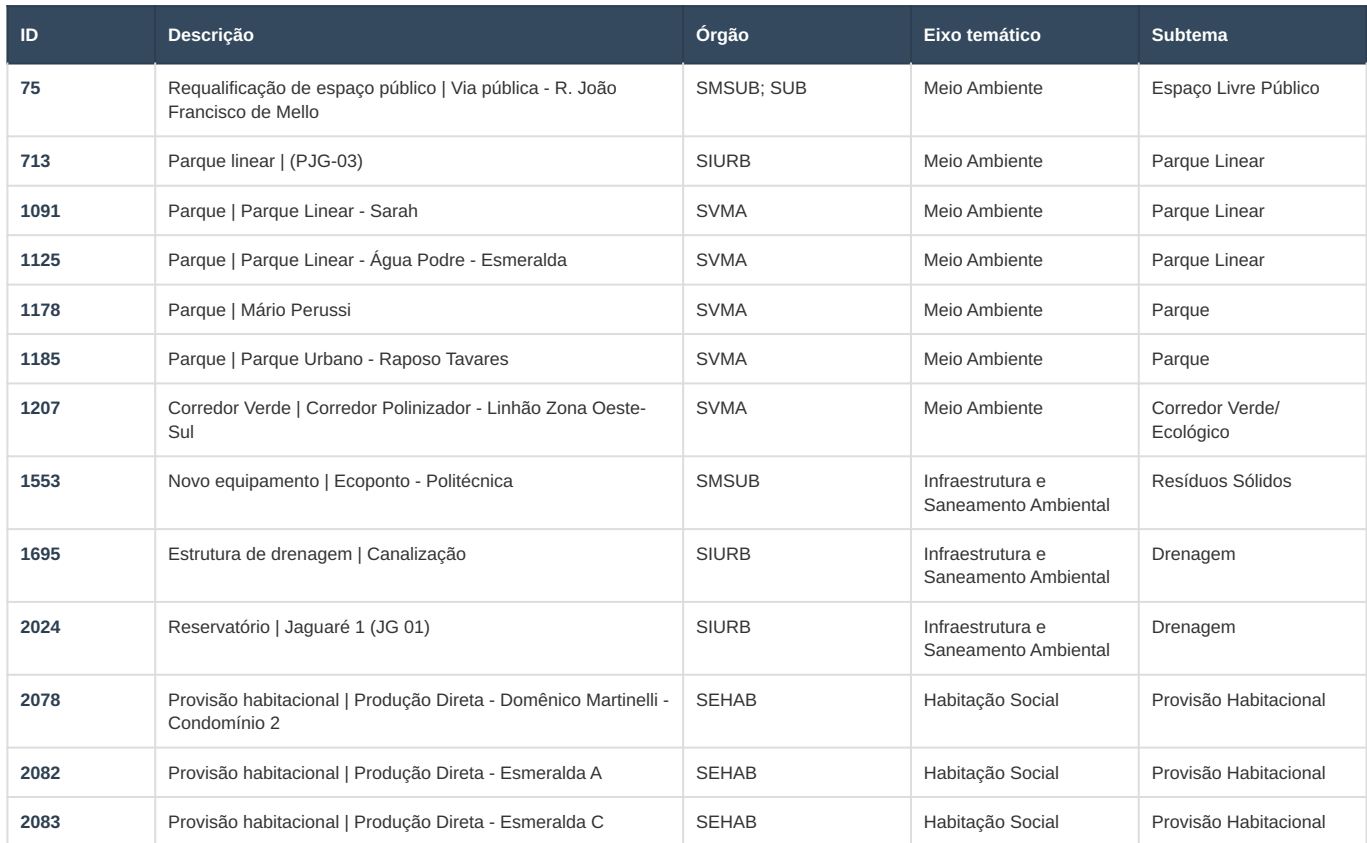 ID Descrição Órgão Eixo temático Subtema
75 Requalificação de espaço público | Via pública - R. João SMSUB; SUB Meio Ambiente Espaço Livre Público
Francisco de Mello
713 Parque linear | (PJG-03) SIURB Meio Ambiente Parque Linear
1091 Parque | Parque Linear - Sarah SVMA Meio Ambiente Parque Linear
1125 Parque | Parque Linear - Água Podre - Esmeralda SVMA Meio Ambiente Parque Linear
1178 Parque | Mário Perussi SVMA Meio Ambiente Parque
1185 Parque | Parque Urbano - Raposo Tavares SVMA Meio Ambiente Parque
1207 Corredor Verde | Corredor Polinizador - Linhão Zona Oeste- SVMA Meio Ambiente Corredor Verde/
Sul Ecológico
1553 Novo equipamento | Ecoponto - Politécnica SMSUB Infraestrutura e Resíduos Sólidos
Saneamento Ambiental
1695 Estrutura de drenagem | Canalização SIURB Infraestrutura e Drenagem
Saneamento Ambiental
2024 Reservatório | Jaguaré 1 (JG 01) SIURB Infraestrutura e Drenagem
Saneamento Ambiental
2078 Provisão habitacional | Produção Direta - Domênico Martinelli - SEHAB Habitação Social Provisão Habitacional
Condomínio 2
2082 Provisão habitacional | Produção Direta - Esmeralda A SEHAB Habitação Social Provisão Habitacional
2083 Provisão habitacional | Produção Direta - Esmeralda C SEHAB Habitação Social Provisão Habitacional